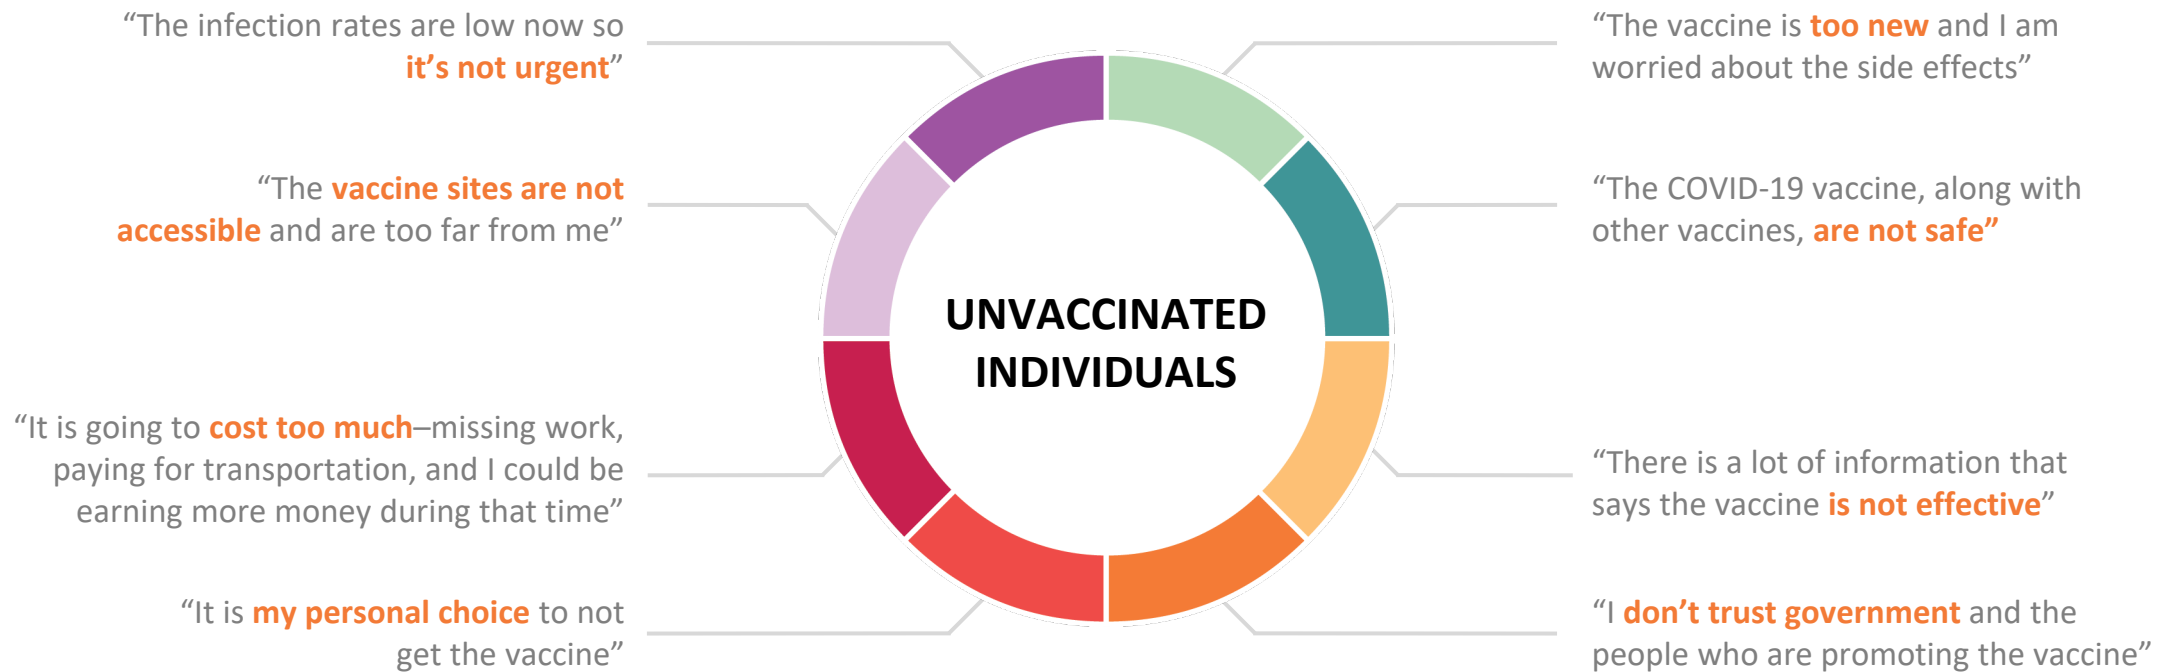 “The infection rates are low now so
it’s not urgent”
“The vaccine sites are not
accessible and are too far from me”
“It is going to cost too much–missing work,
paying for transportation, and I could be
earning more money during that time”
“It is my personal choice to not
get the vaccine”
UNVACCINATED
INDIVIDUALS
“The vaccine is too new and I am
worried about the side effects”
“The COVID-19 vaccine, along with
other vaccines, are not safe”
“There is a lot of information that
says the vaccine is not effective”
“I don’t trust government and the
people who are promoting the vaccine”